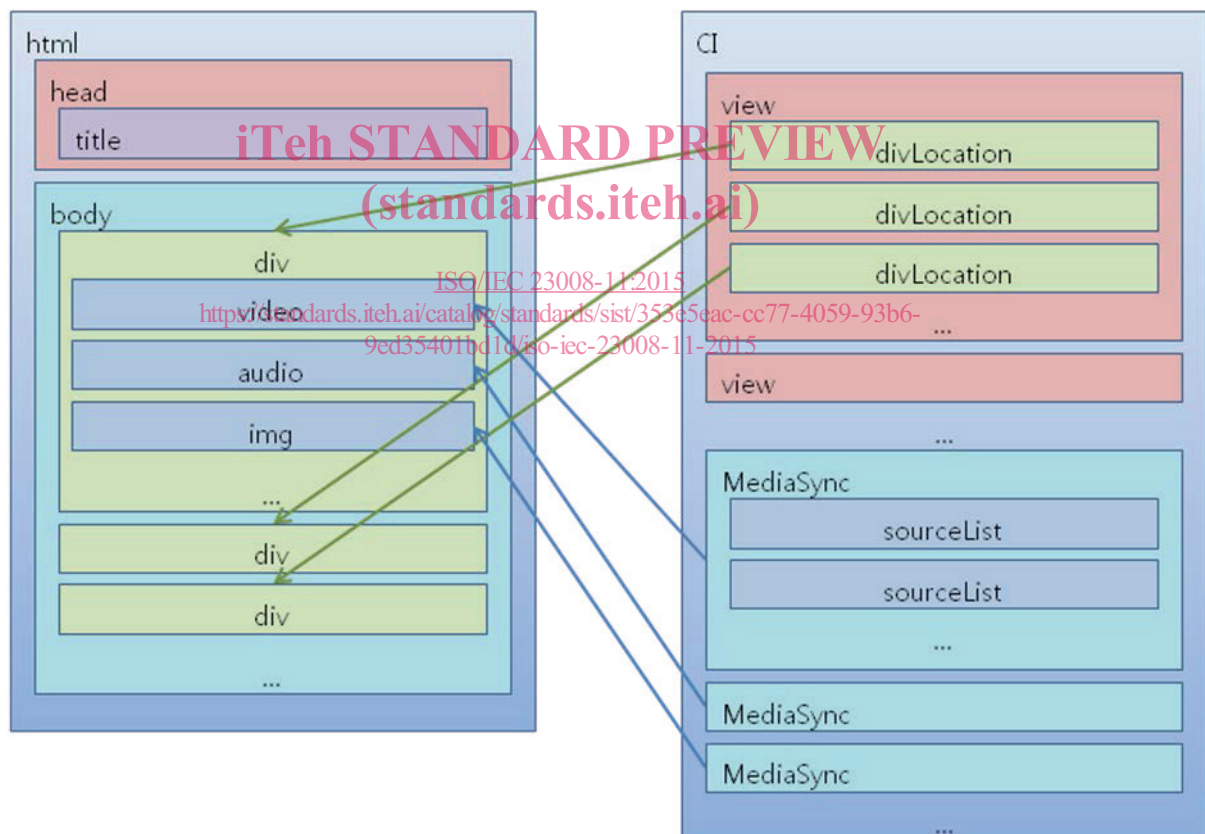 html
head
title
body
div
video
audio
img
...
div
div
...
CI
view
divLocation
divLocation
divLocation
...
view
...
MediaSync
sourceList
sourceList
...
MediaSync
MediaSync
...
iTeh STANDARD PREVIEW
(standards.iteh.ai)
ISO/IEC 23008-11:2015
https://standards.iteh.ai/catalog/standards/sist/353e5eac-cc77-4059-93b6-
9ed35401bd1d/iso-iec-23008-11-2015